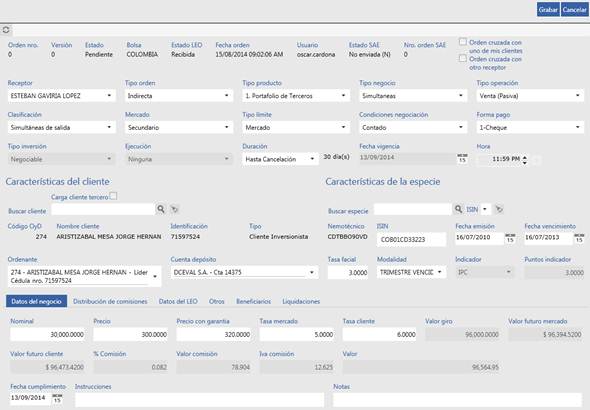 Grabar Cancelar
Orden nro. Versión Estado Bolsa Estado LEO Fecha orden Usuario Estado SAE Nro. orden SAE Orden cruzada con uno de mis clientes
0 0 Pendiente COLOMBIA Recibida 15/08/2014 09:02:06 AM oscar.cardona No enviada (N) 0 Orden cruzada con otro receptor
Receptor Tipo orden Tipo producto Tipo negocio Tipo operación
ESTEBAN GAVIRIA LOPEZ Indirecta 1. Portafolio de Terceros Simultaneas Venta (Pasiva)
Clasificación Mercado Tipo límite Condiciones negociación Forma pago
Simultáneas de salida Secundario Mercado Contado 1-Cheque
Tipo inversión Ejecución Duración Fecha vigencia Hora
Negociable Ninguna Hasta Cancelación 30 día(s) 13/09/2014 15 11:59 PM
Características del cliente Características de la especie
Carga cliente tercero
Buscar cliente Buscar especie ISIN
Código OyD Nombre cliente Identificación Tipo Nemotécnico ISIN Fecha emisión Fecha vencimiento
274 ARISTIZABAL MESA JORGE HERNAN 71597524 Cliente Inversionista CDTBBO90VD COB01CD33223 16/07/2010 15 16/07/2013 15
Ordenante Cuenta depósito Tasa facial Modalidad Indicador Puntos indicador
274 - ARISTIZABAL MESA JORGE HERNAN - Lider Cédula nro. 71597524 DCEVAL S.A. - Cta 14375 3.0000 TRIMESTRE VENCID IPC 3.0000
Datos del negocio Distribución de comisiones Datos del LEO Otros Beneficiarios Liquidaciones
Nominal Precio Precio con garantia Tasa mercado Tasa cliente Valor giro Valor futuro mercado
30,000.0000 300.0000 320.0000 5.0000 6.0000 96,000.0000 $ 96,394.5200
Valor futuro cliente % Comisión Valor comisión Iva comisión Valor
$ 96,473.4200 0.082 78.904 12.625 96,564.95
Fecha cumplimiento Instrucciones Notas
13/09/2014 15